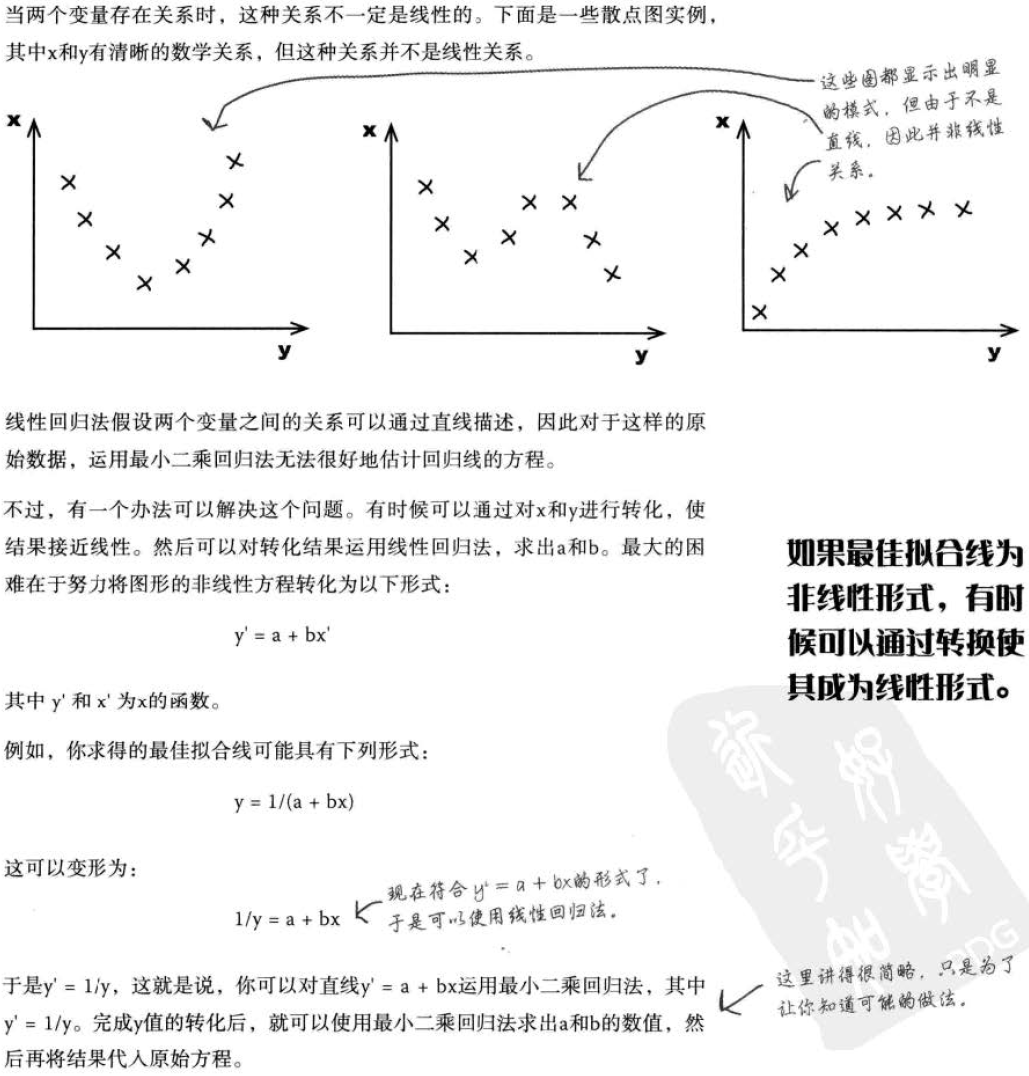 当两个变量存在关系时，这种关系不一定是线性的。下面是一些散点图实例，
其中x和y有清晰的数学关系，但这种关系并不是线性关系。
这些图都显示出明显
的模式，但由于不是
直线，因此并非线性
关系。
x
y
x
y
x
y
线性回归法假设两个变量之间的关系可以通过直线描述，因此对于这样的原
始数据，运用最小二乘回归法无法很好地估计回归线的方程。
不过，有一个办法可以解决这个问题。有时候可以通过对x和y进行转化，使
结果接近线性。然后可以对转化结果运用线性回归法，求出a和b。最大的困
难在于努力将图形的非线性方程转化为以下形式：
y' = a + bx'
其中 y' 和 x' 为x的函数。
如果最佳拟合线为
非线性形式，有时
候可以通过转换使
其成为线性形式。
例如，你求得的最佳拟合线可能具有下列形式：
y = 1/(a + bx)
这可以变形为：
1/y = a + bx
现在符合 y' = a + bx的形式了，
于是可以使用线性回归法。
于是y' = 1/y，这就是说，你可以对直线y' = a + bx运用最小二乘回归法，其中
y' = 1/y。完成y值的转化后，就可以使用最小二乘回归法求出a和b的数值，然
后再将结果代入原始方程。
这里讲得很简略，只是为了
让你知道可能的做法。